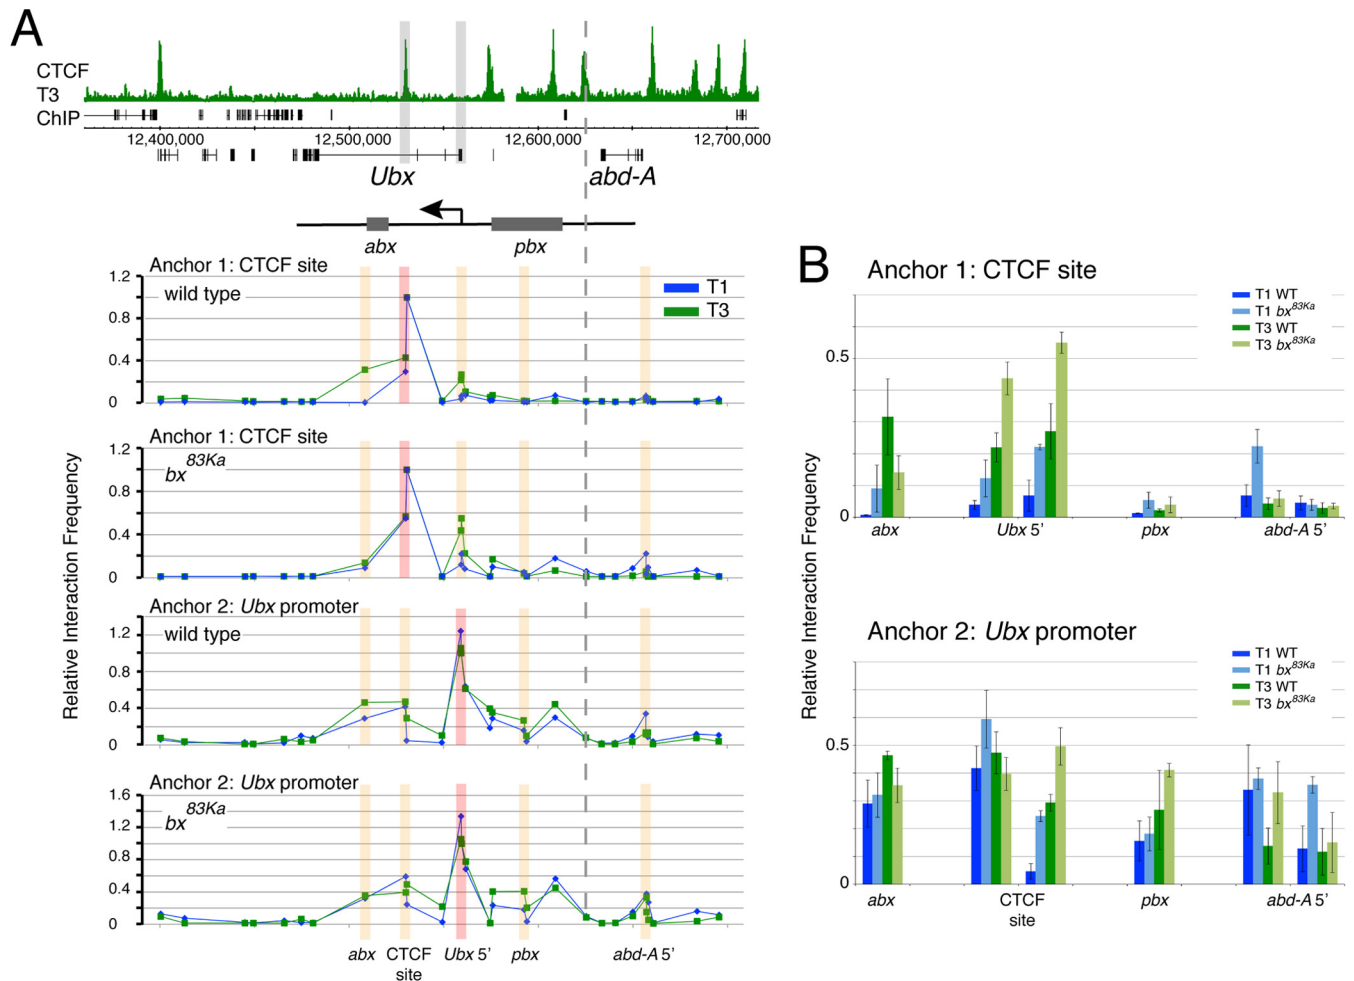 A
CTCF
T3
ChIP
12,400,000 12,500,000 12,600,000 12,700,000
Ubx abd-A
abx pbx
Relative Interaction Frequency
Anchor 1: CTCF site
wild type
T1
T3
1.2
0.8
0.4
0
Anchor 1: CTCF site
bx83Ka
1.2
0.8
0.4
0
Anchor 2: Ubx promoter
wild type
1.2
0.8
0.4
0
Anchor 2: Ubx promoter
bx83Ka
1.6
1.2
0.8
0.4
0
abx CTCF site Ubx 5' pbx abd-A 5'
B
Relative Interaction Frequency
Anchor 1: CTCF site
T1 WT
T1 bx83Ka
T3 WT
T3 bx83Ka
0.5
0
abx Ubx 5' pbx abd-A 5'
Anchor 2: Ubx promoter
T1 WT
T1 bx83Ka
T3 WT
T3 bx83Ka
0.5
0
abx CTCF site pbx abd-A 5'